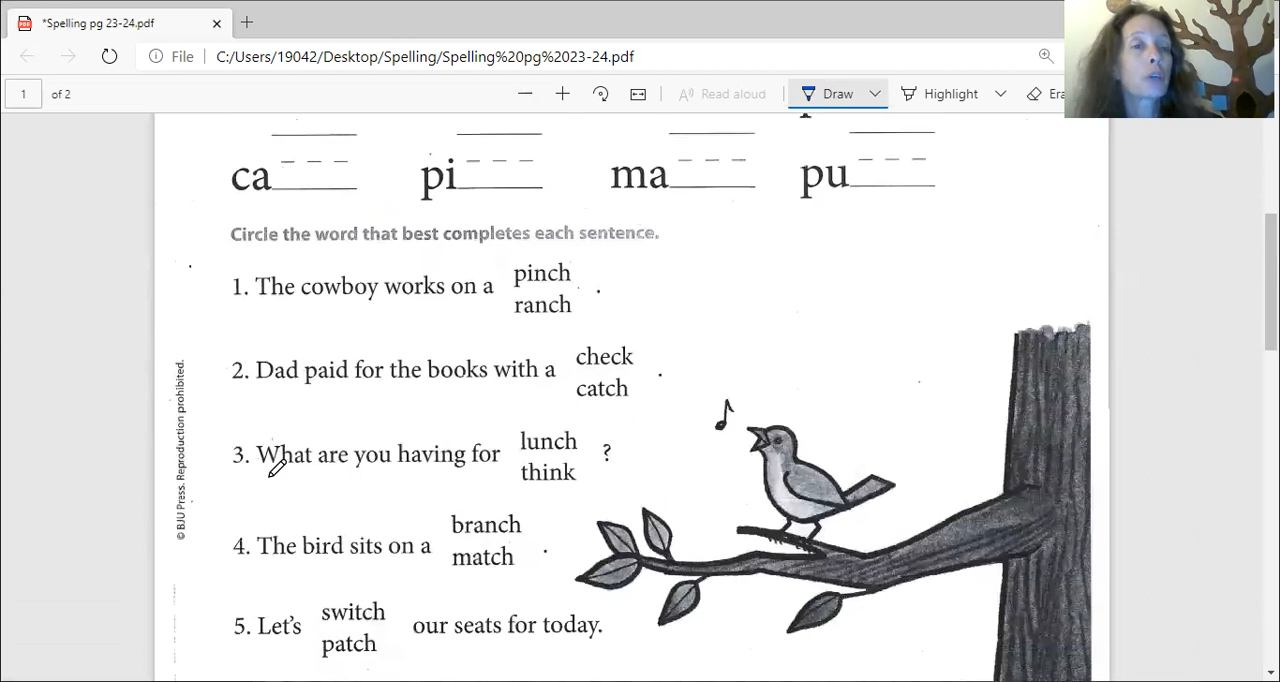 *Spelling pg 23-24.pdf
File C:/Users/19042/Desktop/Spelling/Spelling%20pg%2023-24.pdf
1 of 2 Read aloud Draw Highlight
ca pi ma pu
Circle the word that best completes each sentence.
1. The cowboy works on a pinch ranch .
2. Dad paid for the books with a check catch .
3. What are you having for lunch think ?
4. The bird sits on a branch match .
5. Let's switch patch our seats for today.
© BJU Press. Reproduction prohibited.